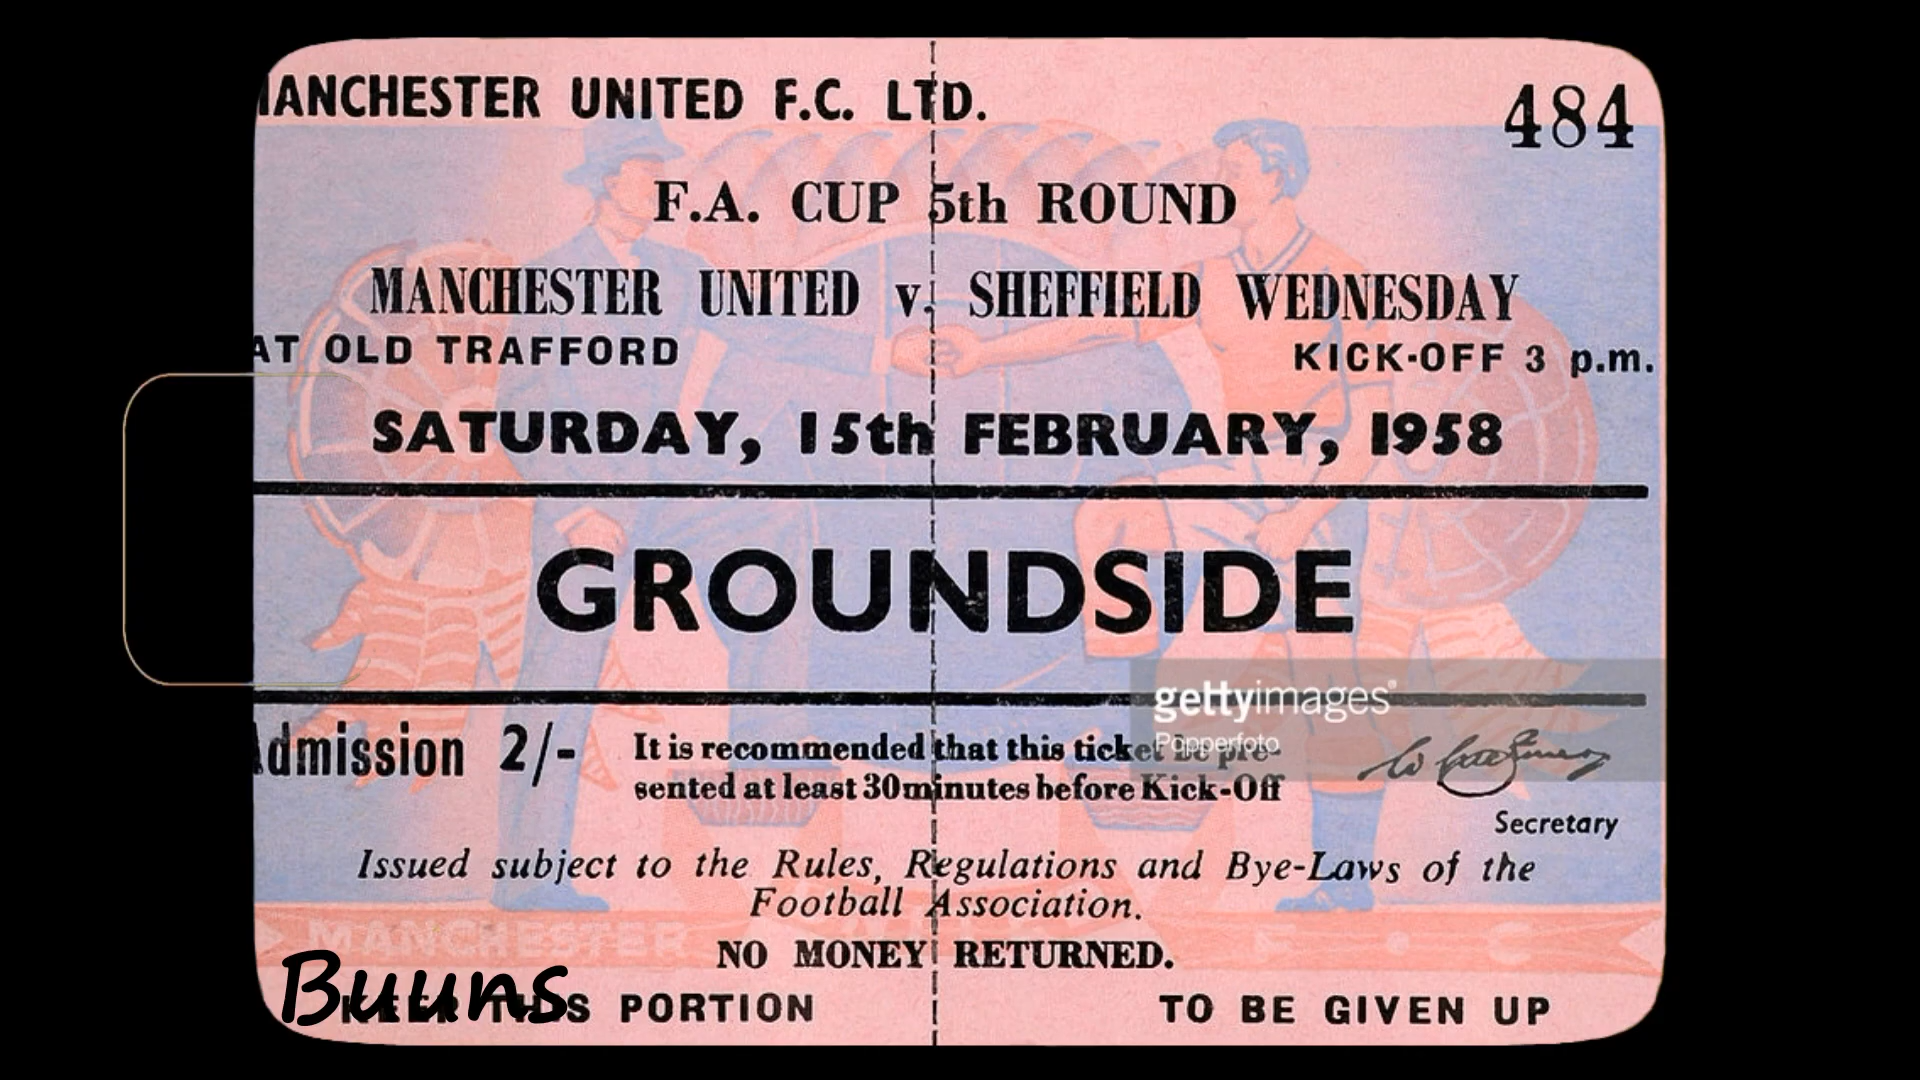 MANCHESTER UNITED F.C. LTD.
484
F.A. CUP 5th ROUND
MANCHESTER UNITED v. SHEFFIELD WEDNESDAY
AT OLD TRAFFORD
KICK-OFF 3 p.m.
SATURDAY, 15th FEBRUARY, 1958
GROUNDSIDE
gettyimages
Popperfoto
Admission 2/-
It is recommended that this ticket be pre-
sented at least 30 minutes before Kick-Off
Secretary
Issued subject to the Rules, Regulations and Bye-Laws of the
Football Association.
MANCHESTER F · C
NO MONEY RETURNED.
Buuns
KEEP THIS PORTION
TO BE GIVEN UP